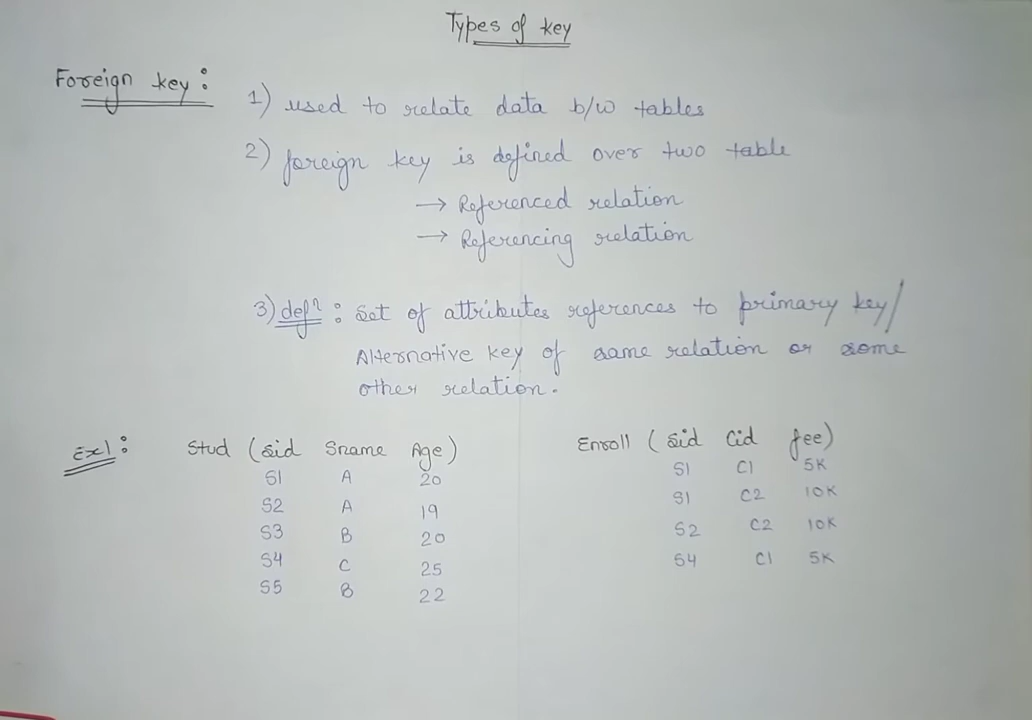 Types of key
Foreign key:
1) used to relate data b/w tables
2) foreign key is defined over two table
→ Referenced relation
→ Referencing relation
3) defⁿ: Set of attributes references to primary key/
Alternative key of same relation or some
other relation.
Ex1: Stud (Sid Sname Age) Enroll (Sid Cid fee)
S1 A 20 S1 C1 5K
S2 A 19 S1 C2 10K
S3 B 20 S2 C2 10K
S4 C 25 S4 C1 5K
S5 B 22